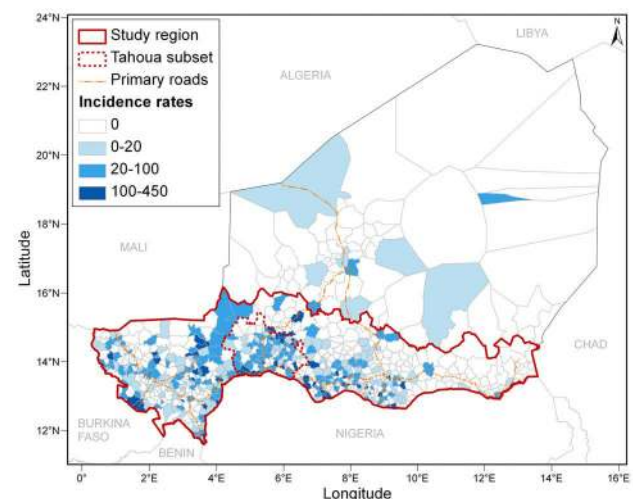 Study region
Tahoua subset
Primary roads
Incidence rates
0
0-20
20-100
100-450
N
LIBYA
ALGERIA
MALI
CHAD
BURKINA
FASO
BENIN
NIGERIA
24°N
22°N
20°N
18°N
16°N
14°N
12°N
Latitude
0° 2°E 4°E 6°E 8°E 10°E 12°E 14°E 16°E
Longitude